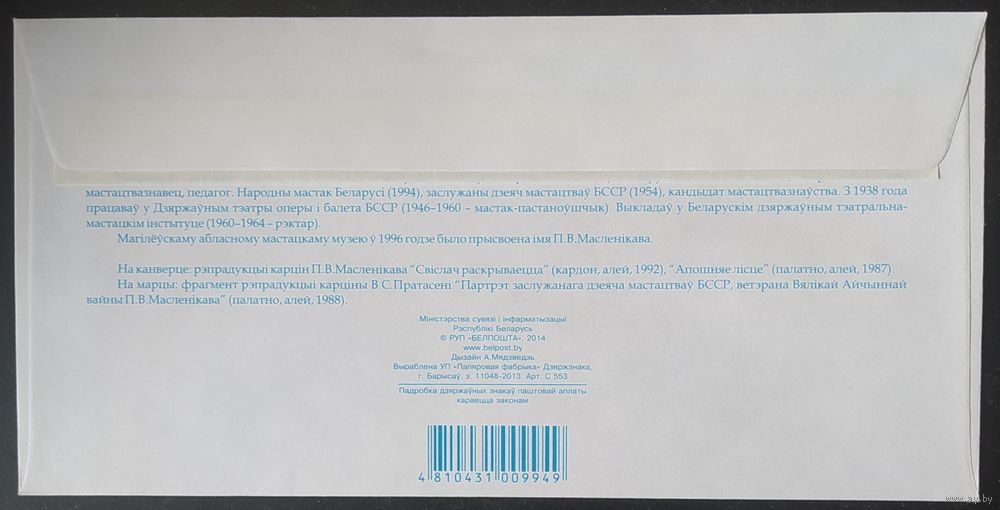 мастацтвазнавец, педагог. Народны мастак Беларусі (1994), заслужаны дзеяч мастацтваў БССР (1954), кандыдат мастацтвазнаўства. З 1938 года
працаваў у Дзяржаўным тэатры оперы і балета БССР (1946–1960 – мастак-пастаноўшчык). Выкладаў у Беларускім дзяржаўным тэатральна-
мастацкім інстытуце (1960–1964 – рэктар).
Магілёўскаму абласному мастацкаму музею ў 1996 годзе было прысвоена імя П.В.Масленікава.
На канверце: рэпрадукцыі карцін П.В.Масленікава "Свіслач раскрываецца" (кардон, алей, 1992), "Апошняе лісце" (палатно, алей, 1987).
На марцы: фрагмент рэпрадукцыі карціны В.С.Пратасені "Партрэт заслужанага дзеяча мастацтваў БССР, ветэрана Вялікай Айчыннай
вайны П.В.Масленікава" (палатно, алей, 1988).
Міністэрства сувязі і інфарматызацыі
Рэспублікі Беларусь
© РУП «БЕЛПОШТА», 2014
www.belpost.by
Дызайн А.Мядзведзь
Выраблена УП «Папяровая фабрыка» Дзяржзнака,
г. Барысаў, з. 11048-2013. Арт. С 553
Падробка дзяржаўных знакаў паштовай аплаты
караецца законам
4 810431 009949
www.ay.by